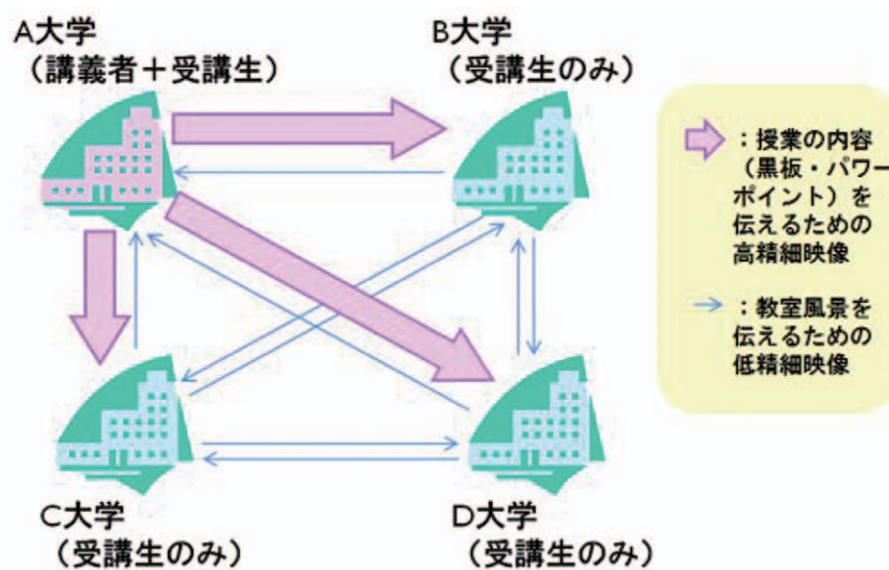 A大学
（講義者＋受講生）
B大学
（受講生のみ）
：授業の内容
（黒板・パワー
ポイント）を
伝えるための
高精細映像
：教室風景を
伝えるための
低精細映像
C大学
（受講生のみ）
D大学
（受講生のみ）